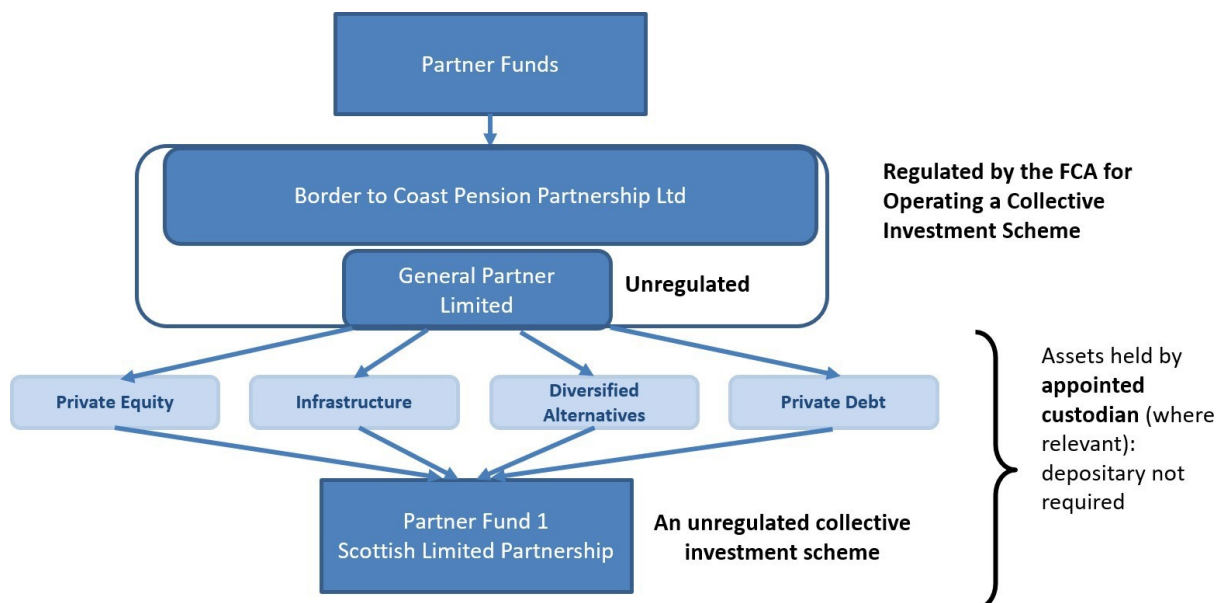 Partner Funds
Border to Coast Pension Partnership Ltd
Regulated by the FCA for
Operating a Collective
Investment Scheme
General Partner
Limited
Unregulated
Private Equity
Infrastructure
Diversified
Alternatives
Private Debt
Assets held by
appointed
custodian (where
relevant):
depositary not
required
Partner Fund 1
Scottish Limited Partnership
An unregulated collective
investment scheme